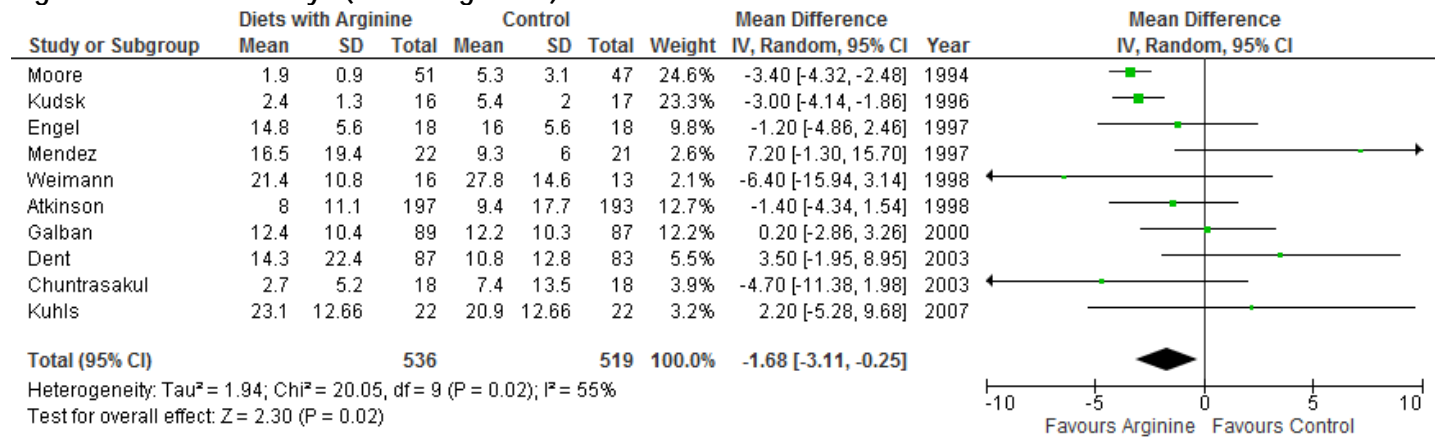 Diets with Arginine Control Mean Difference Mean Difference
Study or Subgroup Mean SD Total Mean SD Total Weight IV, Random, 95% CI Year IV, Random, 95% CI
Moore 1.9 0.9 51 5.3 3.1 47 24.6% -3.40 [-4.32, -2.48] 1994
Kudsk 2.4 1.3 16 5.4 2 17 23.3% -3.00 [-4.14, -1.86] 1996
Engel 14.8 5.6 18 16 5.6 18 9.8% -1.20 [-4.86, 2.46] 1997
Mendez 16.5 19.4 22 9.3 6 21 2.6% 7.20 [-1.30, 15.70] 1997
Weimann 21.4 10.8 16 27.8 14.6 13 2.1% -6.40 [-15.94, 3.14] 1998
Atkinson 8 11.1 197 9.4 17.7 193 12.7% -1.40 [-4.34, 1.54] 1998
Galban 12.4 10.4 89 12.2 10.3 87 12.2% 0.20 [-2.86, 3.26] 2000
Dent 14.3 22.4 87 10.8 12.8 83 5.5% 3.50 [-1.95, 8.95] 2003
Chuntrasakul 2.7 5.2 18 7.4 13.5 18 3.9% -4.70 [-11.38, 1.98] 2003
Kuhls 23.1 12.66 22 20.9 12.66 22 3.2% 2.20 [-5.28, 9.68] 2007
Total (95% CI) 536 519 100.0% -1.68 [-3.11, -0.25]
Heterogeneity: Tau² = 1.94; Chi² = 20.05, df = 9 (P = 0.02); I² = 55%
Test for overall effect: Z = 2.30 (P = 0.02)
-10 -5 0 5 10
Favours Arginine Favours Control